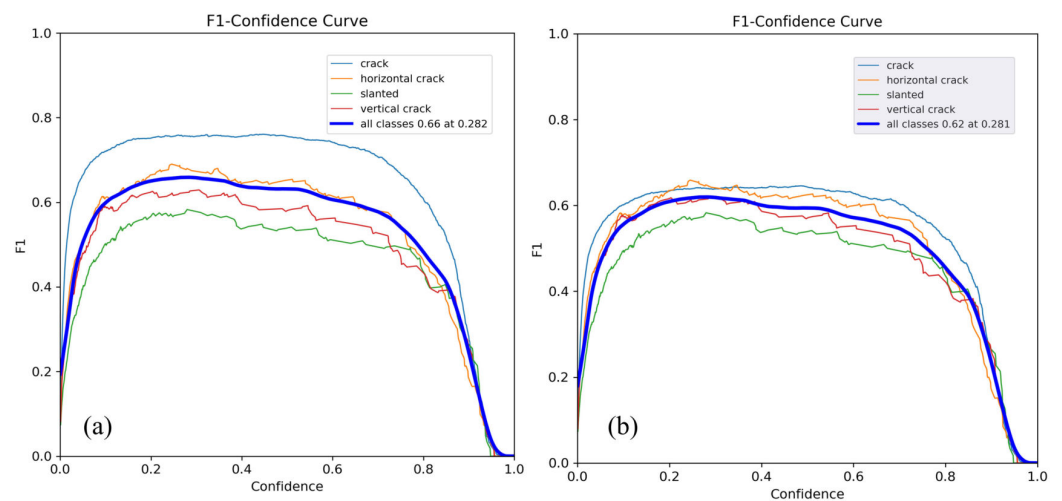 F1-Confidence Curve
1.0
0.8
0.6
0.4
0.2
0.0
F1
crack
horizontal crack
slanted
vertical crack
all classes 0.66 at 0.282
(a)
0.0 0.2 0.4 0.6 0.8 1.0
Confidence
F1-Confidence Curve
1.0
0.8
0.6
0.4
0.2
0.0
F1
crack
horizontal crack
slanted
vertical crack
all classes 0.62 at 0.281
(b)
0.0 0.2 0.4 0.6 0.8 1.0
Confidence